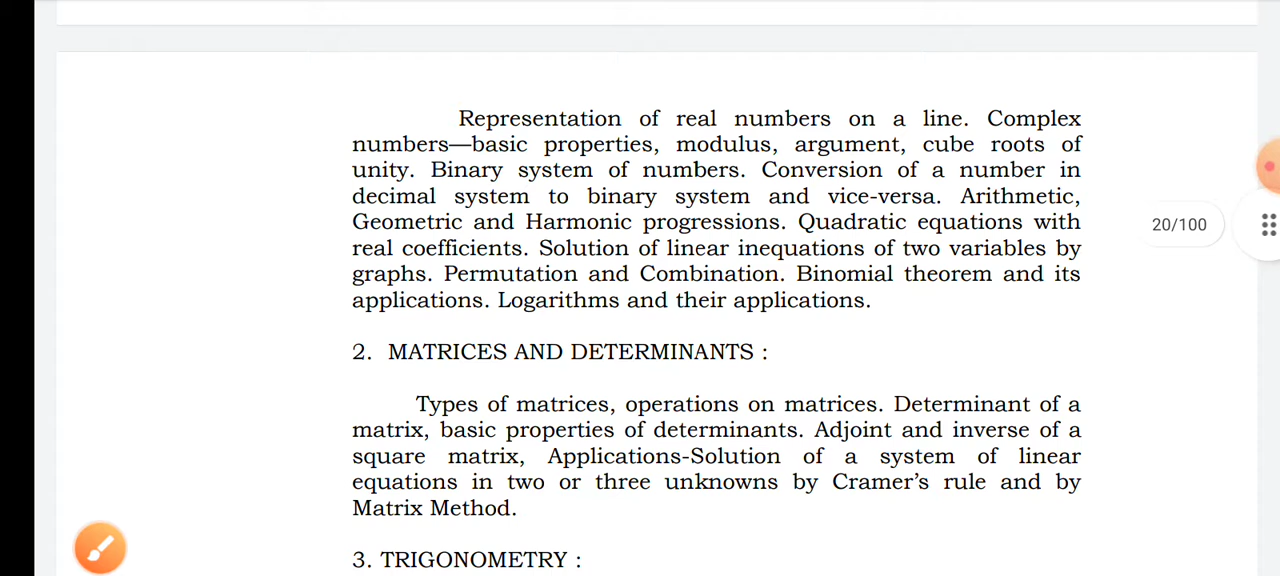 Representation of real numbers on a line. Complex
numbers—basic properties, modulus, argument, cube roots of
unity. Binary system of numbers. Conversion of a number in
decimal system to binary system and vice-versa. Arithmetic,
Geometric and Harmonic progressions. Quadratic equations with
real coefficients. Solution of linear inequations of two variables by
graphs. Permutation and Combination. Binomial theorem and its
applications. Logarithms and their applications.
20/100
2. MATRICES AND DETERMINANTS :
Types of matrices, operations on matrices. Determinant of a
matrix, basic properties of determinants. Adjoint and inverse of a
square matrix, Applications-Solution of a system of linear
equations in two or three unknowns by Cramer’s rule and by
Matrix Method.
3. TRIGONOMETRY :